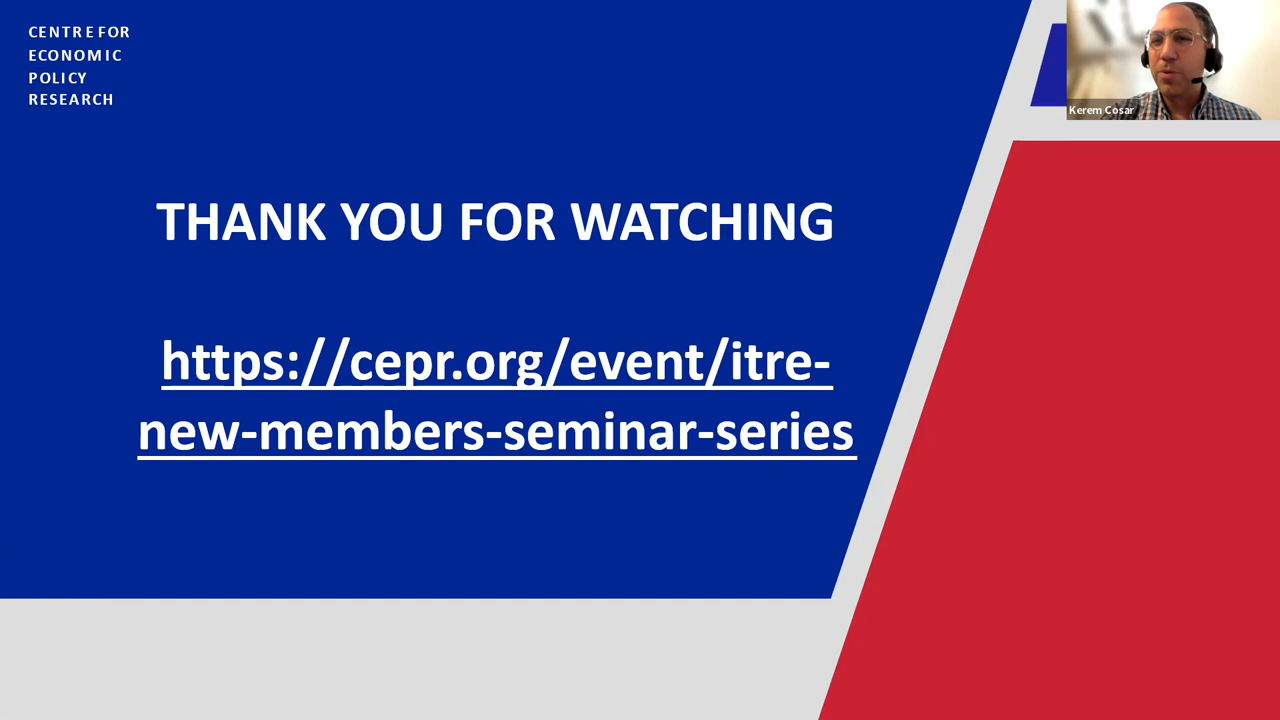 CENTRE FOR
ECONOMIC
POLICY
RESEARCH
Kerem Cosar
THANK YOU FOR WATCHING
https://cepr.org/event/itre-
new-members-seminar-series